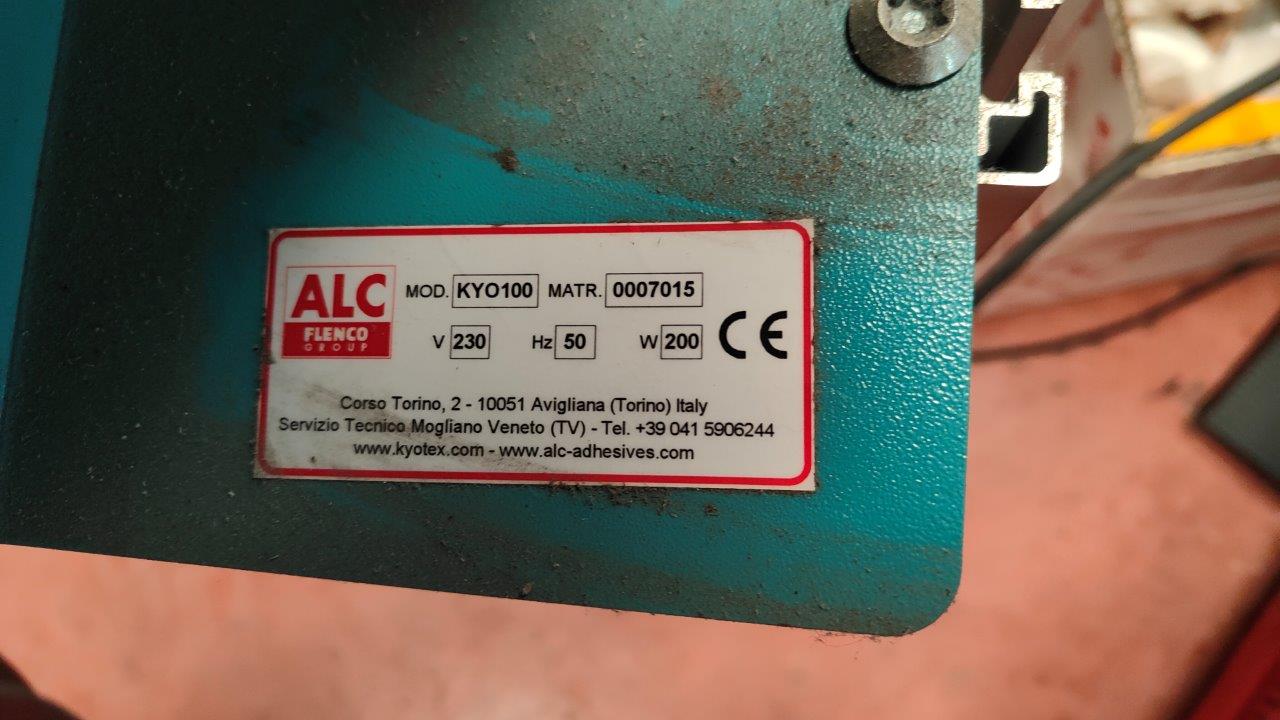 ALC
FLENCO
GROUP
MOD. KYO100 MATR. 0007015
V 230 Hz 50 W 200 CE
Corso Torino, 2 - 10051 Avigliana (Torino) Italy
Servizio Tecnico Mogliano Veneto (TV) - Tel. +39 041 5906244
www.kyotex.com - www.alc-adhesives.com